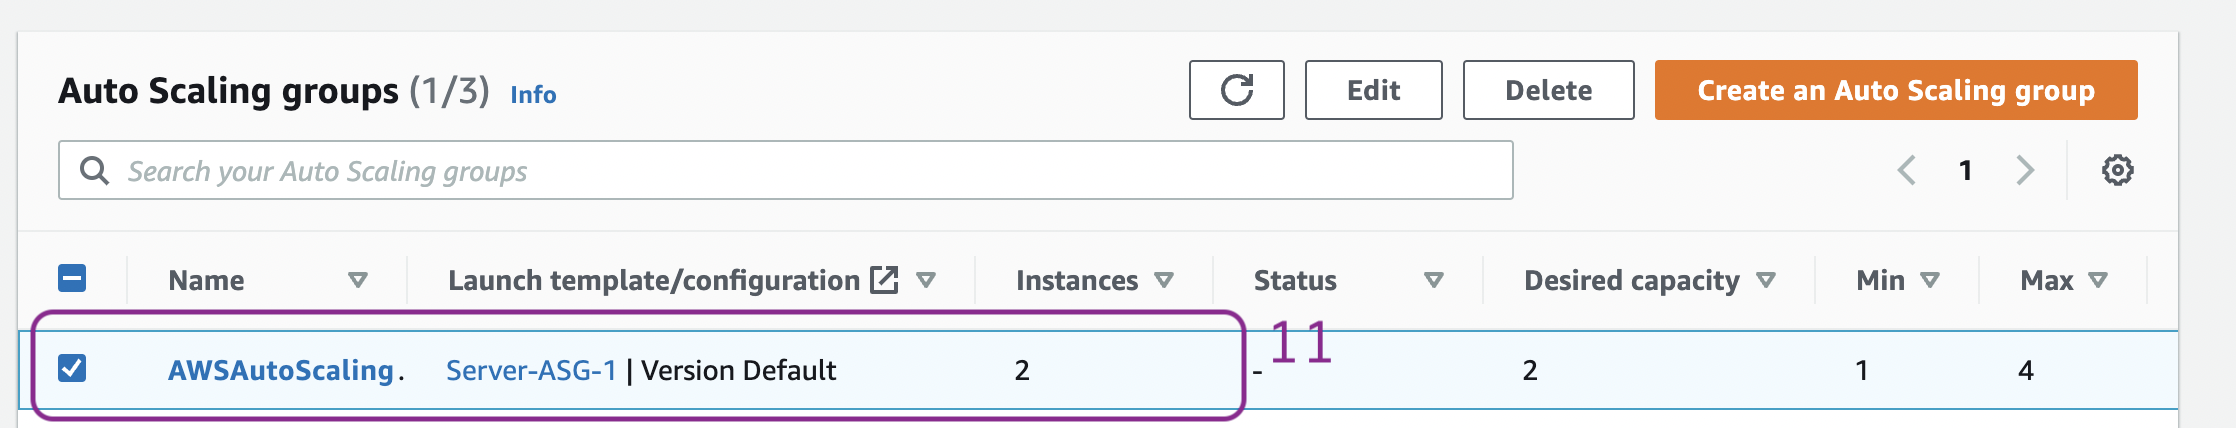 Auto Scaling groups (1/3) Info
Edit
Delete
Create an Auto Scaling group
Search your Auto Scaling groups
1
Name Launch template/configuration Instances Status Desired capacity Min Max
11
AWSAutoScaling. Server-ASG-1 | Version Default 2 - 2 1 4